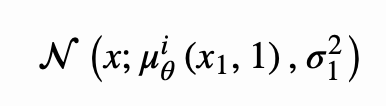 𝒩 (x; μ_θ^i (x_1, 1), σ_1^2)